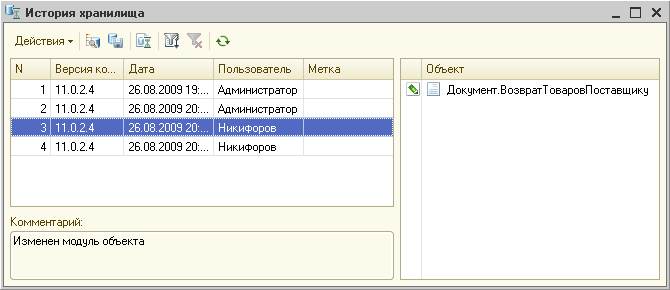 История хранилища
Действия
N Версия ко... Дата Пользователь Метка
1 11.0.2.4 26.08.2009 19:... Администратор
2 11.0.2.4 26.08.2009 20:... Администратор
3 11.0.2.4 26.08.2009 20:... Никифоров
4 11.0.2.4 26.08.2009 20:... Никифоров
Объект
Документ.ВозвратТоваровПоставщику
Комментарий:
Изменен модуль объекта